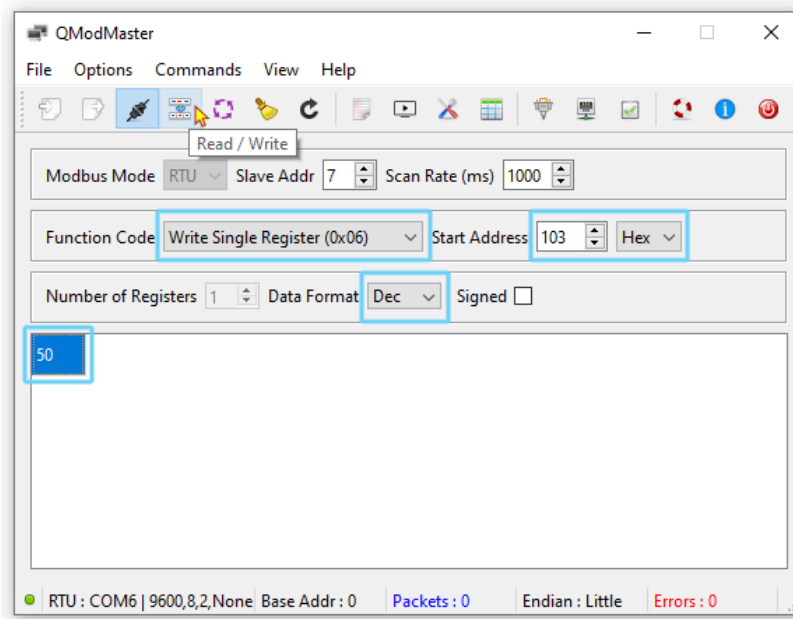 QModMaster
File Options Commands View Help
Read / Write
Modbus Mode RTU Slave Addr 7 Scan Rate (ms) 1000
Function Code Write Single Register (0x06) Start Address 103 Hex
Number of Registers 1 Data Format Dec Signed
50
RTU : COM6 | 9600,8,2,None Base Addr : 0 Packets : 0 Endian : Little Errors : 0